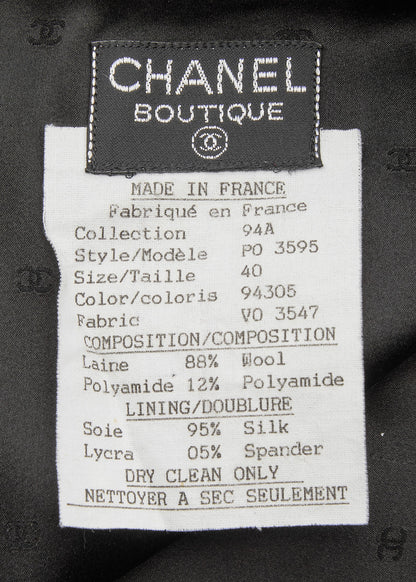 CHANEL
BOUTIQUE
MADE IN FRANCE
Fabriqué en France
Collection 94A
Style/Modèle PO 3595
Size/Taille 40
Color/coloris 94305
Fabric VO 3547
COMPOSITION/COMPOSITION
Laine 88% Wool
Polyamide 12% Polyamide
LINING/DOUBLURE
Soie 95% Silk
Lycra 05% Spander
DRY CLEAN ONLY
NETTOYER A SEC SEULEMENT